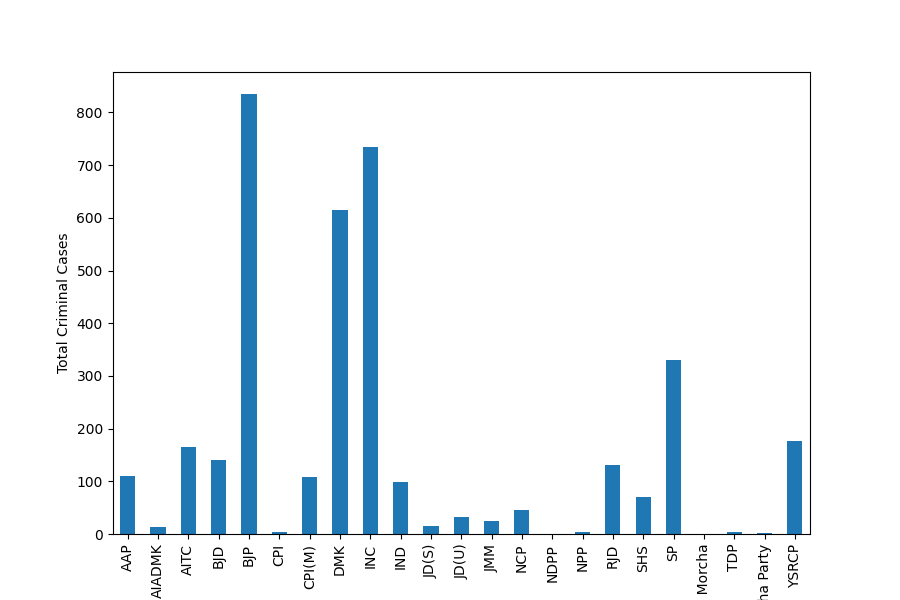 Total Criminal Cases
800
700
600
500
400
300
200
100
0
AAP
AIADMK
AITC
BJD
BJP
CPI
CPI(M)
DMK
INC
IND
JD(S)
JD(U)
JMM
NCP
NDPP
NPP
RJD
SHS
SP
Morcha
TDP
ha Party
YSRCP